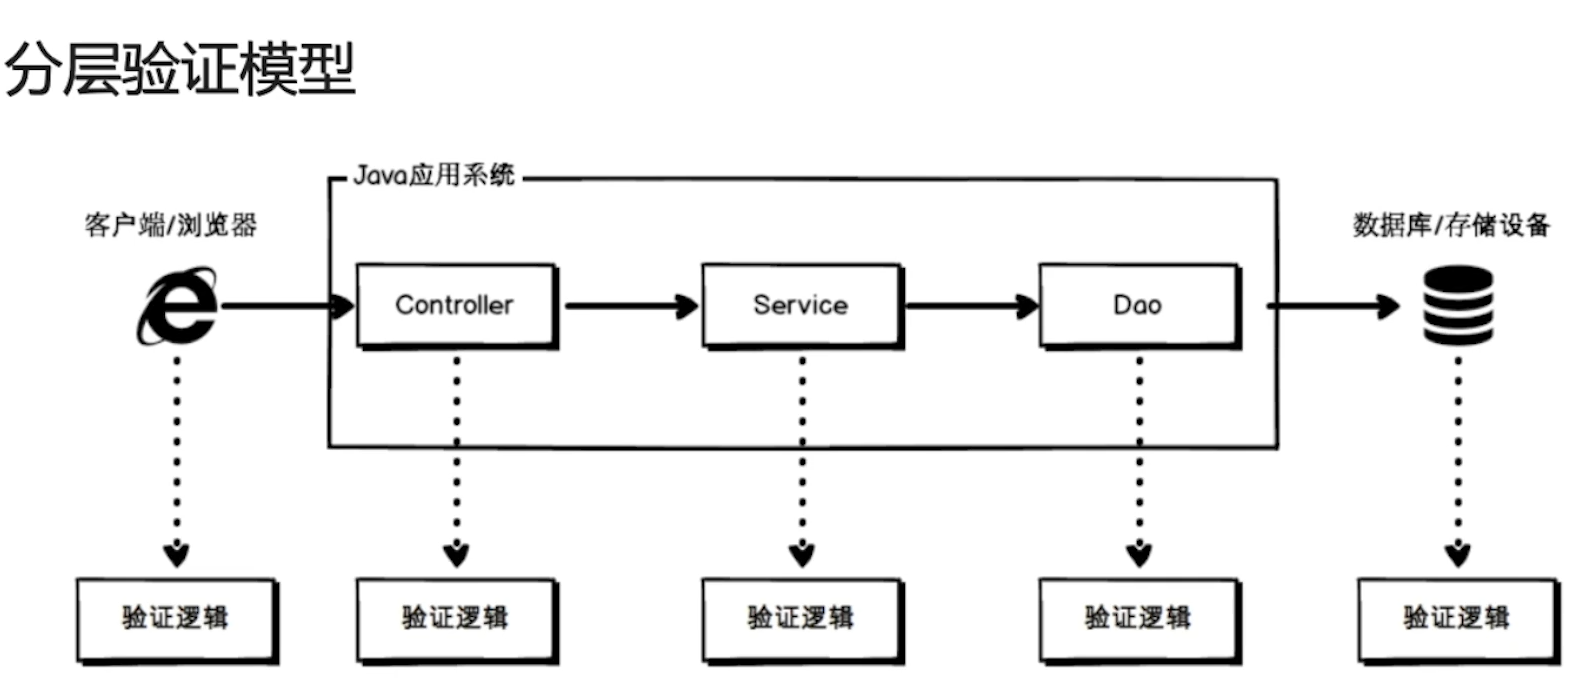 分层验证模型
Java应用系统
客户端/浏览器
数据库/存储设备
Controller
Service
Dao
验证逻辑
验证逻辑
验证逻辑
验证逻辑
验证逻辑